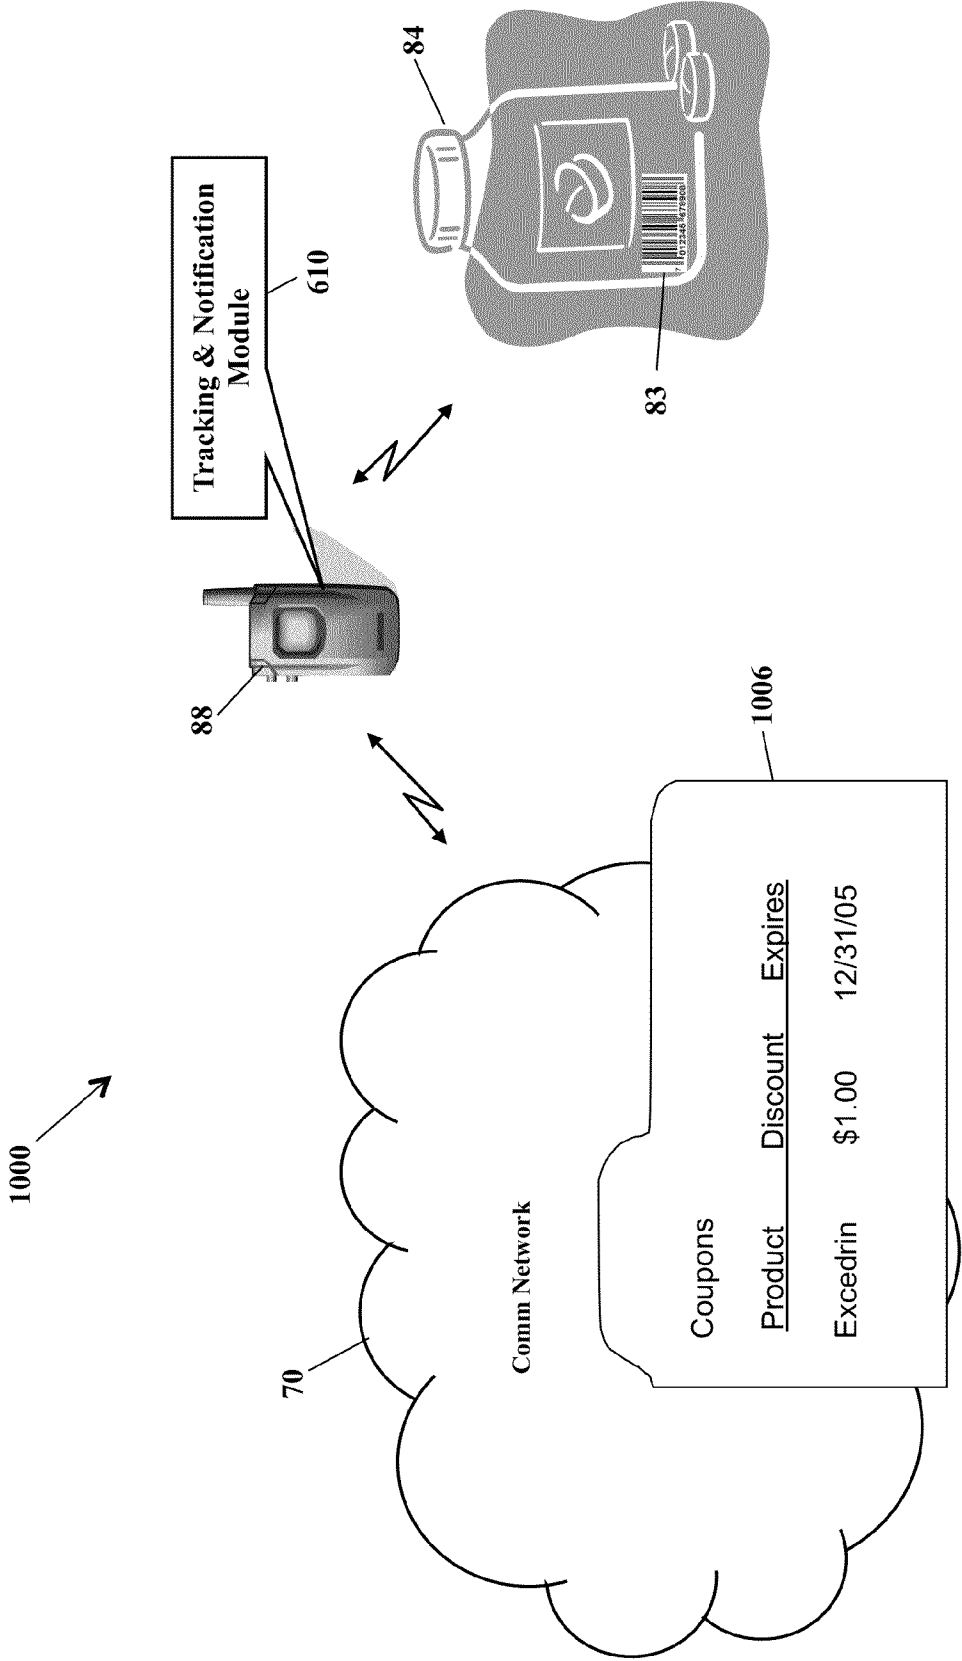 1000
70
Comm Network
Coupons
Product Discount Expires
Excedrin $1.00 12/31/05
1006
88
Tracking & Notification
Module
610
84
83